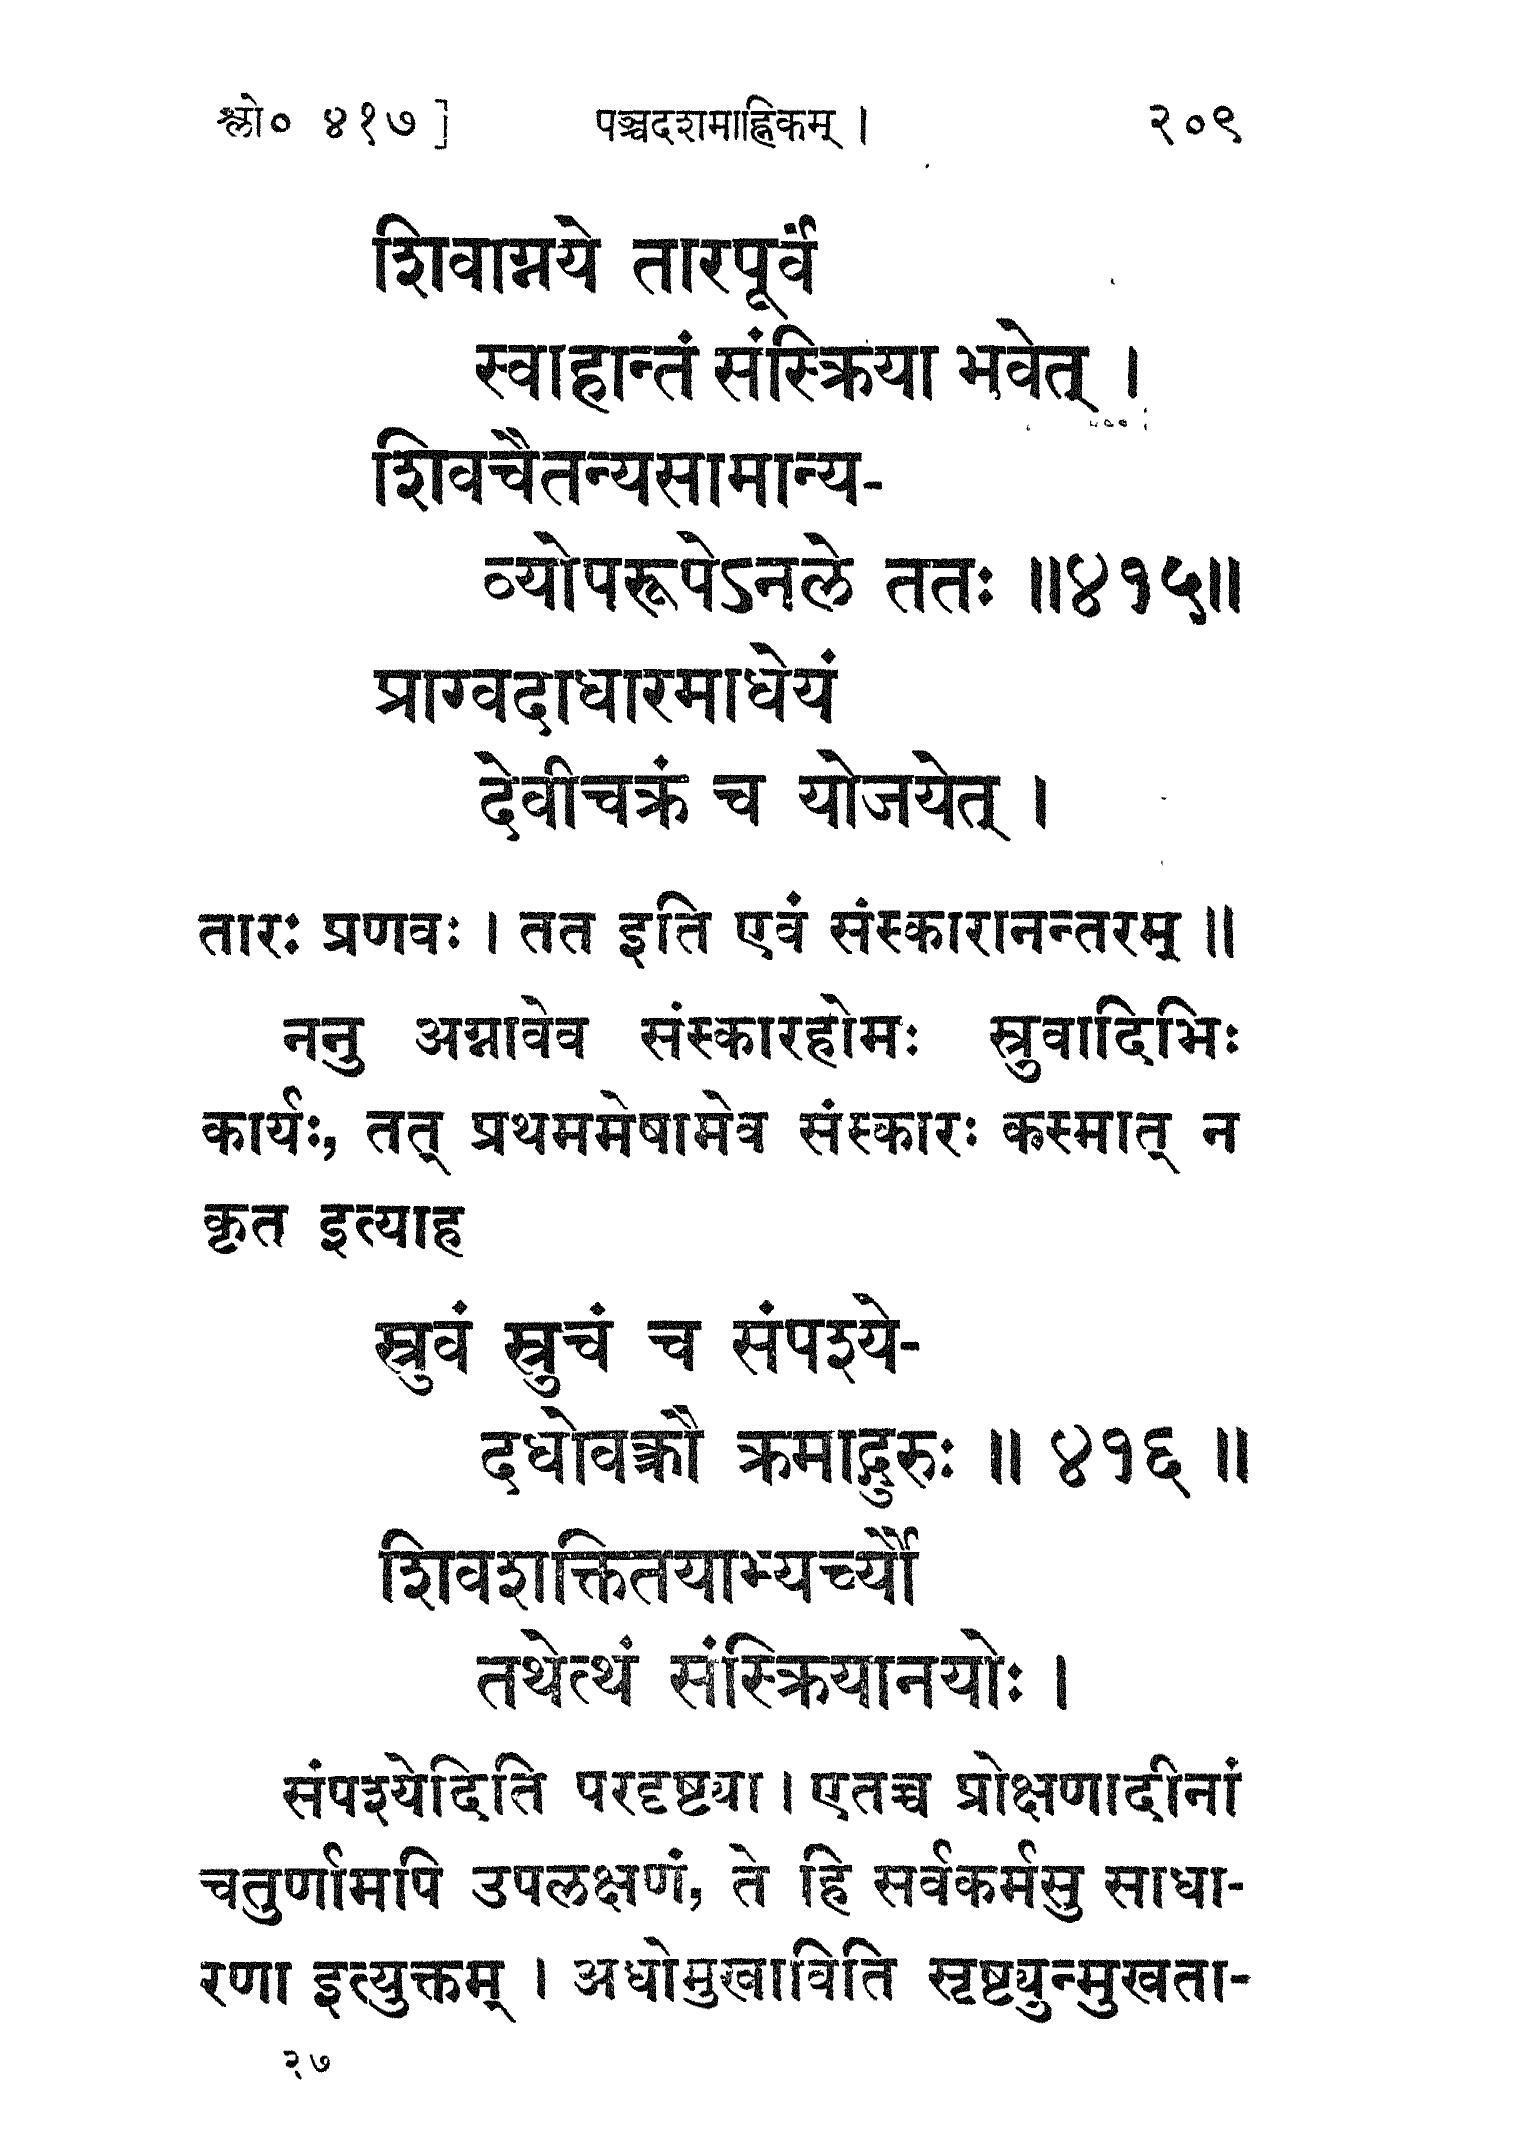 श्लो० ४१७ ] पञ्चदशमाह्निकम् । २०९
शिवाग्नये तारपूर्वं
स्वाहान्तं संस्क्रिया भवेत् ।
शिवचैतन्यसामान्य-
व्योपरूपेऽनले ततः ॥४१५॥
प्राग्वदाधारमाधेयं
देवीचक्रं च योजयेत् ।
तारः प्रणवः । तत इति एवं संस्कारानन्तरम् ॥
ननु अग्नावेव संस्कारहोमः स्रुवादिभिः
कार्यः, तत् प्रथममेषामेव संस्कारः कस्मात् न
कृत इत्याह
स्रुवं स्रुचं च संपश्ये-
दधोवक्त्रौ क्रमाद्गुरुः ॥ ४१६ ॥
शिवशक्तितयाभ्यर्च्यौ
तथेत्थं संस्क्रियानयोः ।
संपश्येदिति परदृष्ट्या । एतच्च प्रोक्षणादीनां
चतुर्णामपि उपलक्षणं, ते हि सर्वकर्मसु साधा-
रणा इत्युक्तम् । अधोमुखाविति सृष्ट्युन्मुखता-
२७